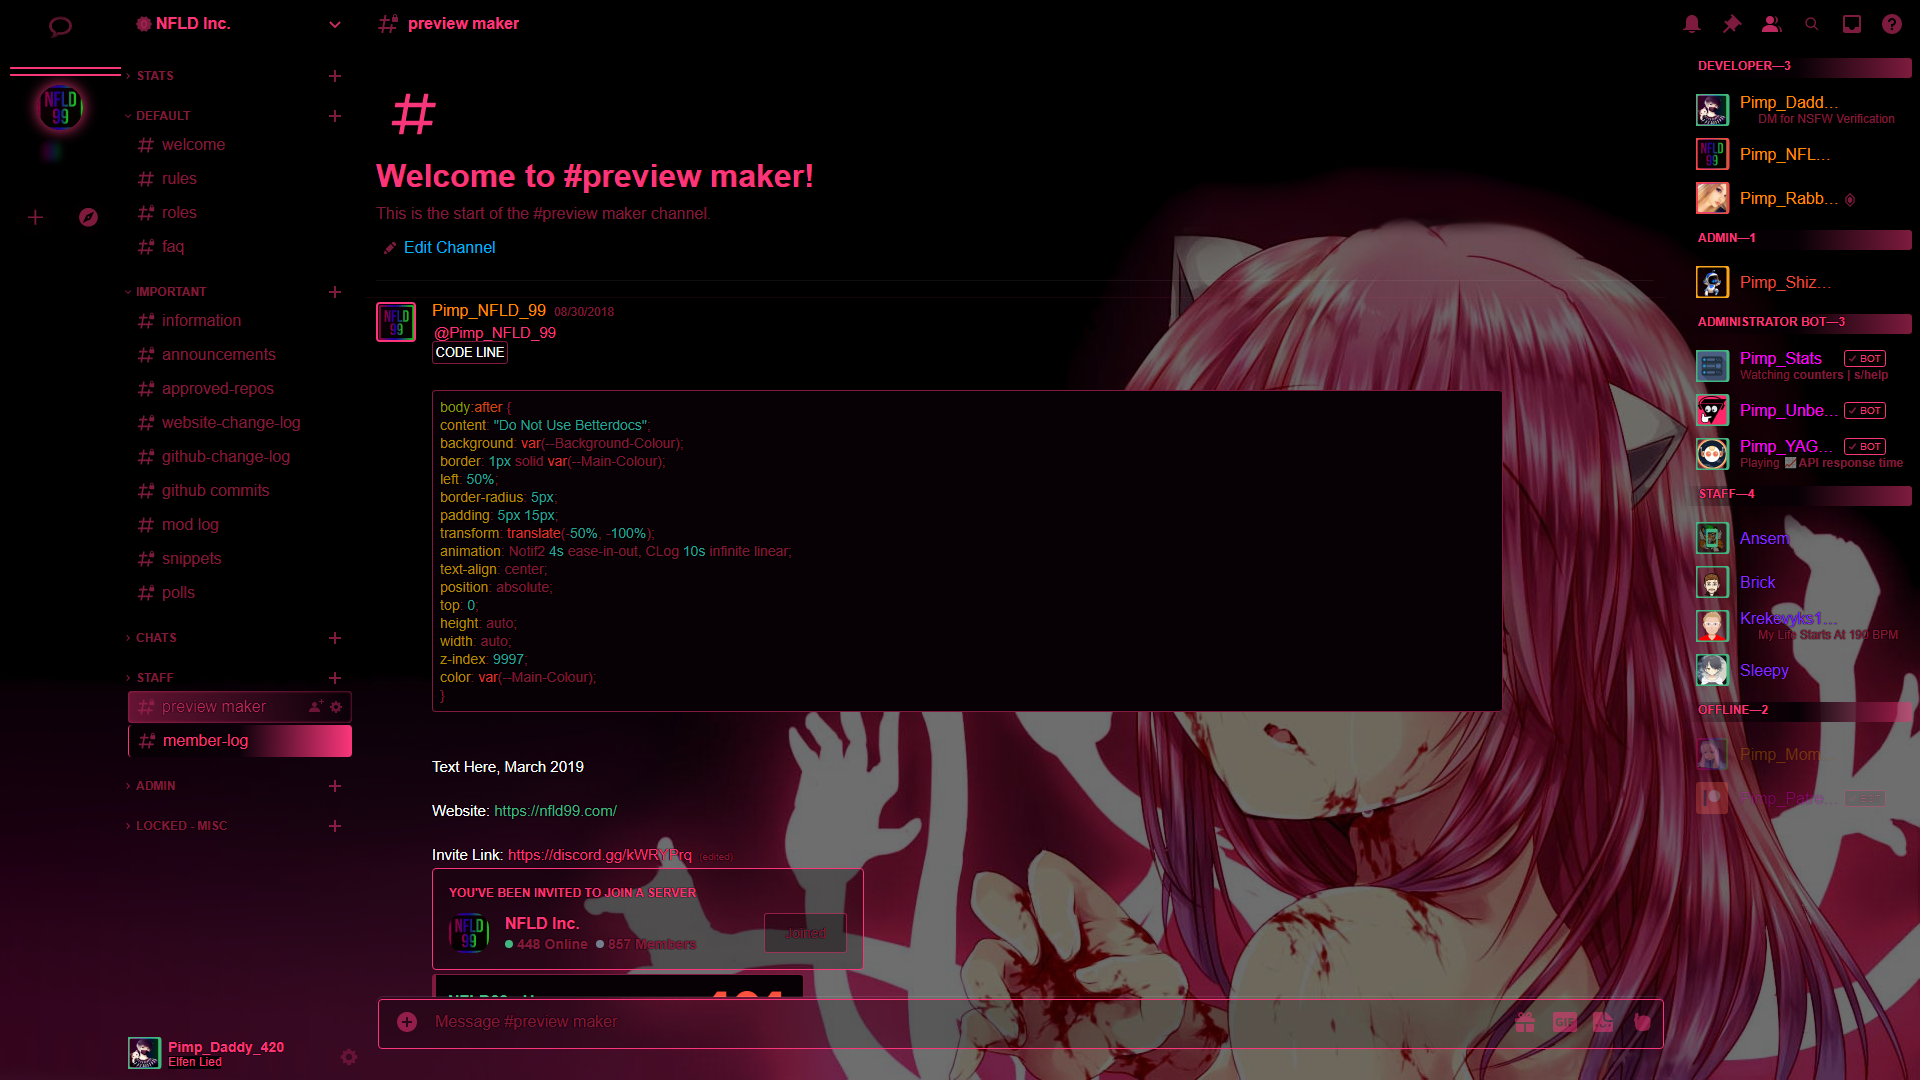 NFLD Inc.
STATS
DEFAULT
welcome
rules
roles
faq
IMPORTANT
information
announcements
approved-repos
website-change-log
github-change-log
github commits
mod log
snippets
polls
CHATS
STAFF
preview maker
member-log
ADMIN
LOCKED - MISC
NFLD
99
Pimp_Daddy_420
Elfen Lied
preview maker
Welcome to #preview maker!
This is the start of the #preview maker channel.
Edit Channel
Pimp_NFLD_99 08/30/2018
@Pimp_NFLD_99
CODE LINE
body:after {
content: "Do Not Use Betterdocs";
background: var(--Background-Colour);
border: 1px solid var(--Main-Colour);
left: 50%;
border-radius: 5px;
padding: 5px 15px;
transform: translate(-50%, -100%);
animation: Notif2 4s ease-in-out, CLog 10s infinite linear;
text-align: center;
position: absolute;
top: 0;
height: auto;
width: auto;
z-index: 9997;
color: var(--Main-Colour);
}
Text Here, March 2019
Website: https://nfld99.com/
Invite Link: https://discord.gg/kWRYPrq (edited)
YOU'VE BEEN INVITED TO JOIN A SERVER
NFLD
99
NFLD Inc.
448 Online 857 Members
Joined
Message #preview maker
GIF
DEVELOPER—3
Pimp_Dadd...
DM for NSFW Verification
Pimp_NFL...
Pimp_Rabb...
ADMIN—1
Pimp_Shiz...
ADMINISTRATOR BOT—3
Pimp_Stats BOT
Watching counters | s/help
Pimp_Unbe... BOT
Pimp_YAG... BOT
Playing API response time
STAFF—4
Ansem
Brick
Krekevyks1...
My Life Starts At 190 BPM
Sleepy
OFFLINE—2
Pimp_Mom